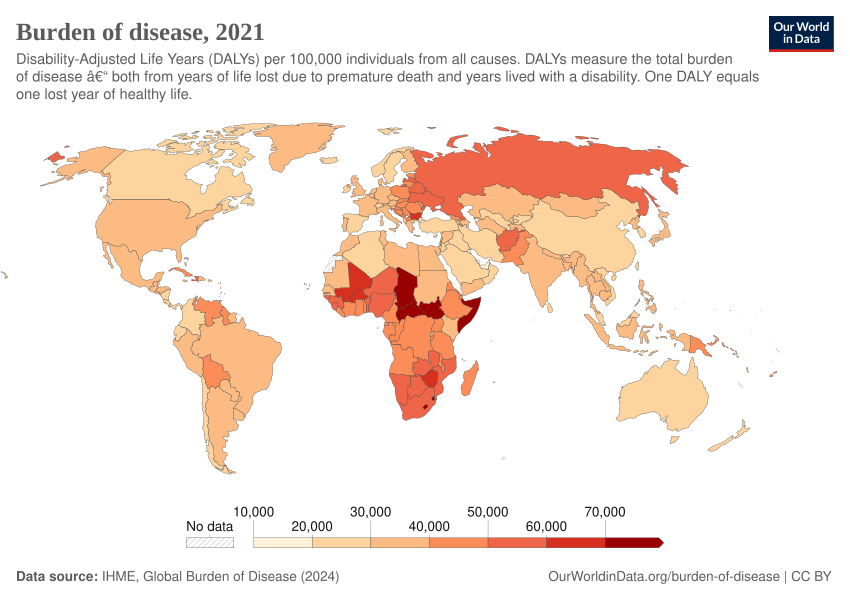 Burden of disease, 2021
Our World
in Data
Disability-Adjusted Life Years (DALYs) per 100,000 individuals from all causes. DALYs measure the total burden
of disease â€“ both from years of life lost due to premature death and years lived with a disability. One DALY equals
one lost year of healthy life.
10,000 30,000 50,000 70,000
No data 20,000 40,000 60,000
Data source: IHME, Global Burden of Disease (2024)
OurWorldinData.org/burden-of-disease | CC BY